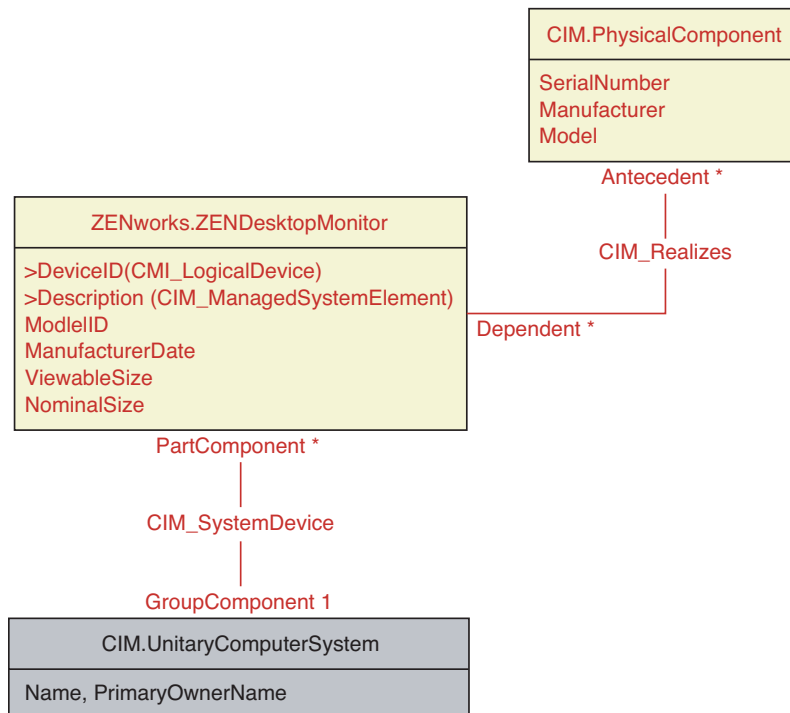 CIM.PhysicalComponent
SerialNumber
Manufacturer
Model
Antecedent *
CIM_Realizes
Dependent *
ZENworks.ZENDesktopMonitor
>DeviceID(CMI_LogicalDevice)
>Description (CIM_ManagedSystemElement)
ModlelID
ManufacturerDate
ViewableSize
NominalSize
PartComponent *
CIM_SystemDevice
GroupComponent 1
CIM.UnitaryComputerSystem
Name, PrimaryOwnerName